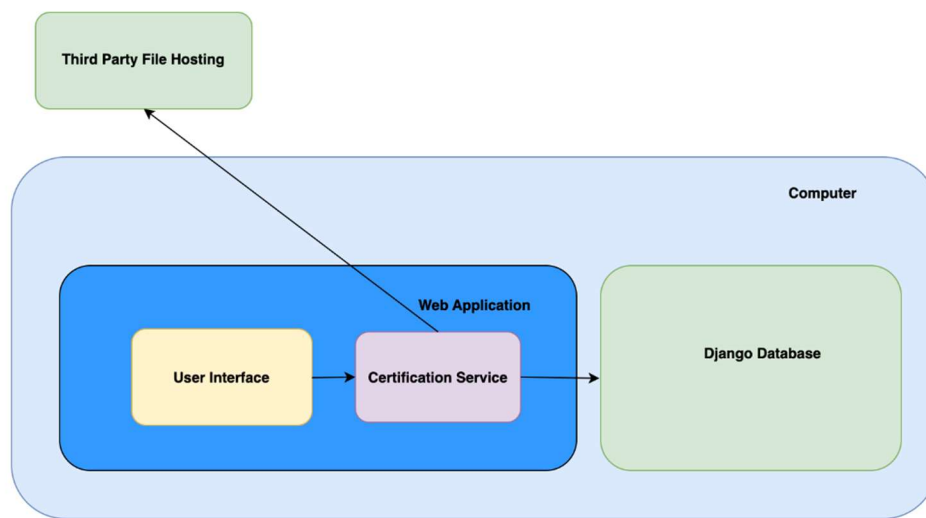 Third Party File Hosting
Computer
Web Application
Django Database
User Interface
Certification Service